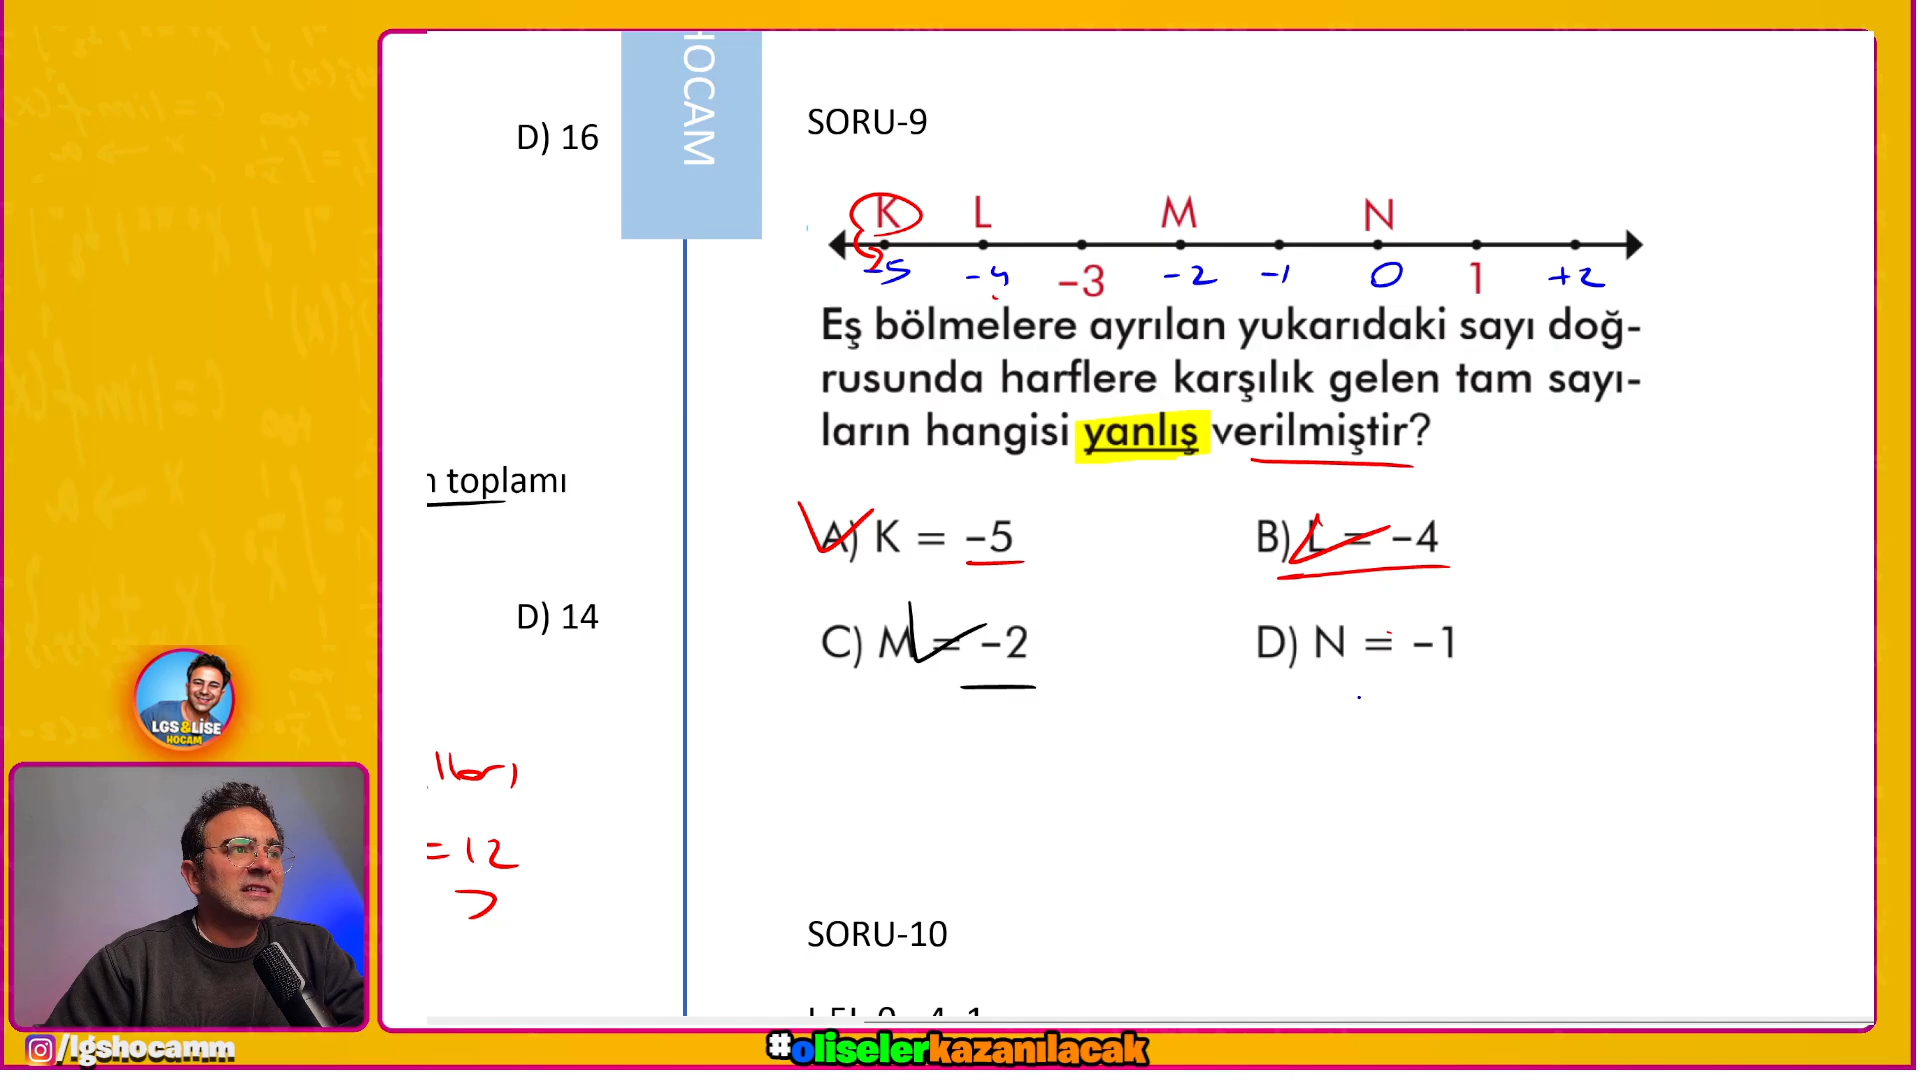 HOCAM
D) 16
n toplamı
D) 14
ları
= 12
SORU-9
K L M N
-5 -4 -3 -2 -1 0 1 +2
Eş bölmelere ayrılan yukarıdaki sayı doğ-
rusunda harflere karşılık gelen tam sayı-
ların hangisi yanlış verilmiştir?
A) K = -5 B) L = -4
C) M = -2 D) N = -1
SORU-10
LGS&LİSE
HOCAM
/lgshocamm
#oliselerkazanılacak